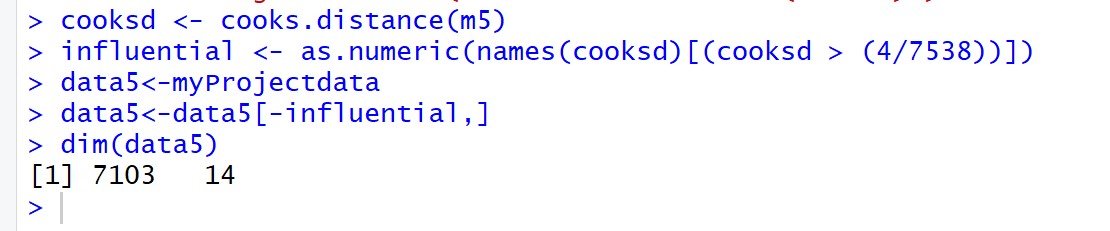 > cooksd <- cooks.distance(m5)
> influential <- as.numeric(names(cooksd)[(cooksd > (4/7538))])
> data5<-myProjectdata
> data5<-data5[-influential,]
> dim(data5)
[1] 7103   14
>